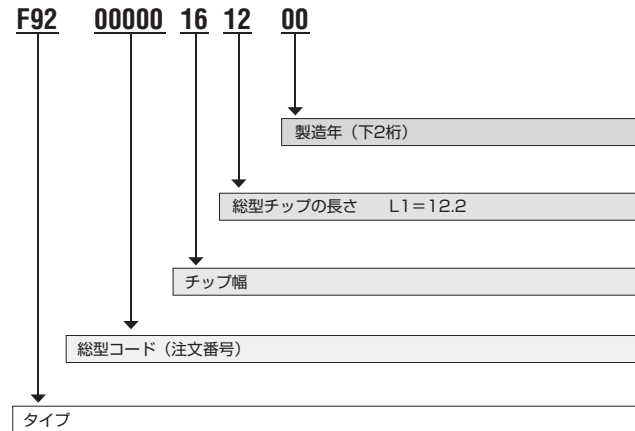 F92 00000 16 12 00
製造年（下2桁）
総型チップの長さ L1＝12.2
チップ幅
総型コード（注文番号）
タイプ